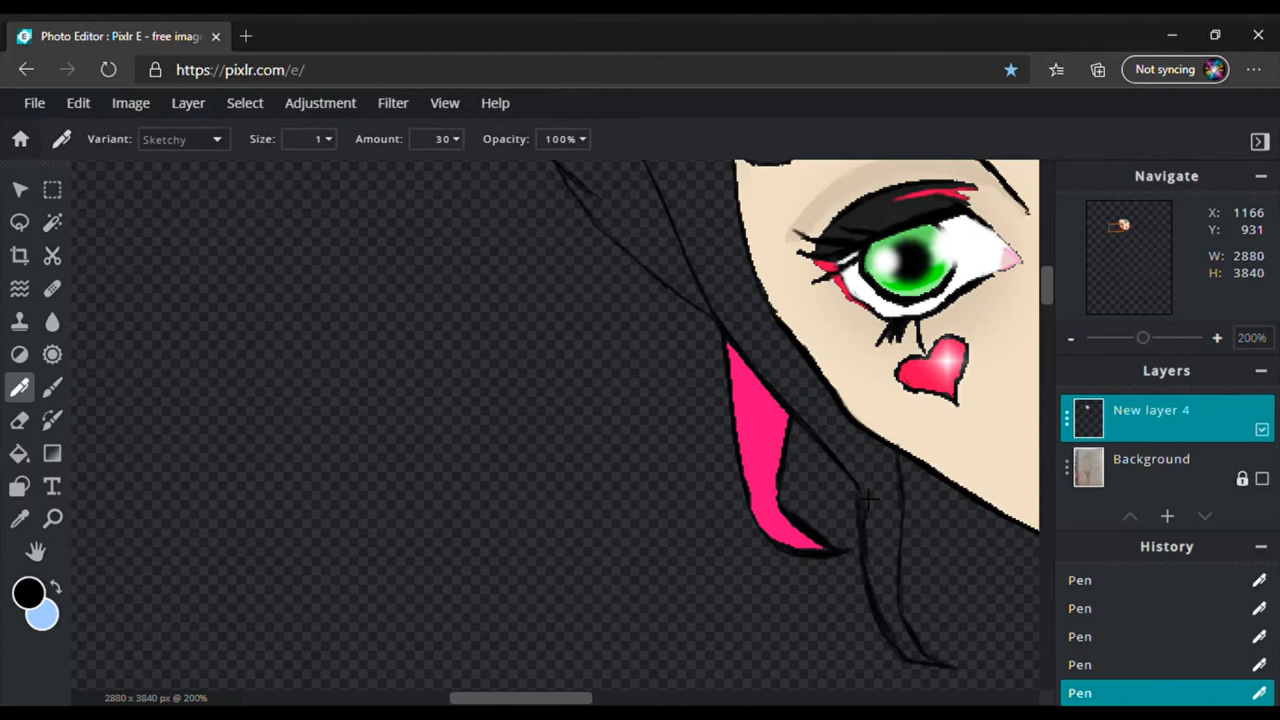 Photo Editor : Pixlr E - free imag
https://pixlr.com/e/
Not syncing
File Edit Image Layer Select Adjustment Filter View Help
Variant: Sketchy Size: 1 Amount: 30 Opacity: 100%
Navigate
X: 1166
Y: 931
W: 2880
H: 3840
- + 200%
Layers
New layer 4
Background
+
History
Pen
Pen
Pen
Pen
Pen
2880 x 3840 px @ 200%